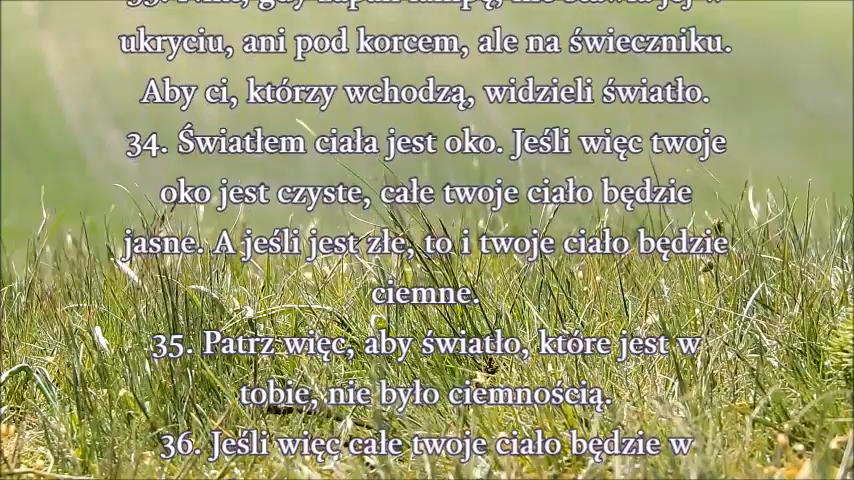 ukryciu, ani pod korcem, ale na świeczniku.
Aby ci, którzy wchodzą, widzieli światło.
34. Światłem ciała jest oko. Jeśli więc twoje
oko jest czyste, całe twoje ciało będzie
jasne. A jeśli jest złe, to i twoje ciało będzie
ciemne.
35. Patrz więc, aby światło, które jest w
tobie, nie było ciemnością.
36. Jeśli więc całe twoje ciało będzie w